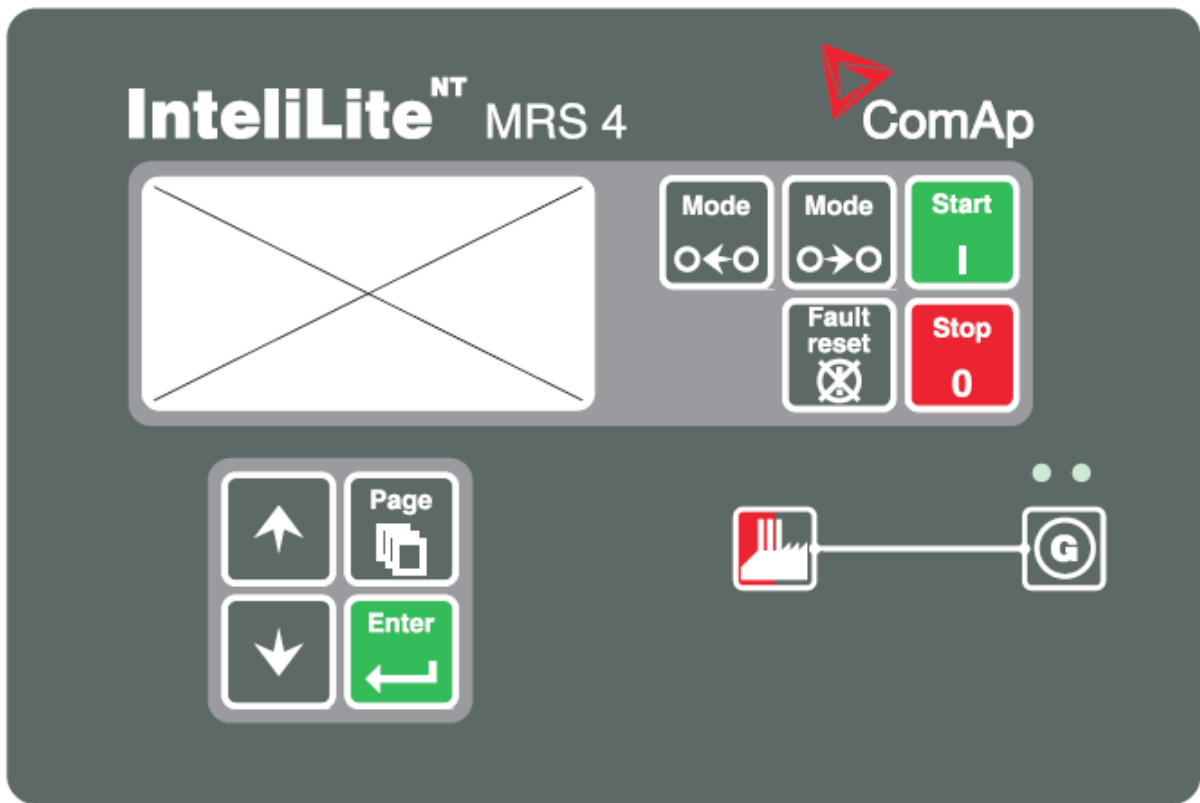 InteliLite NT MRS 4
ComAp
Mode
Mode
Start
I
Fault
reset
Stop
0
Page
Enter
G